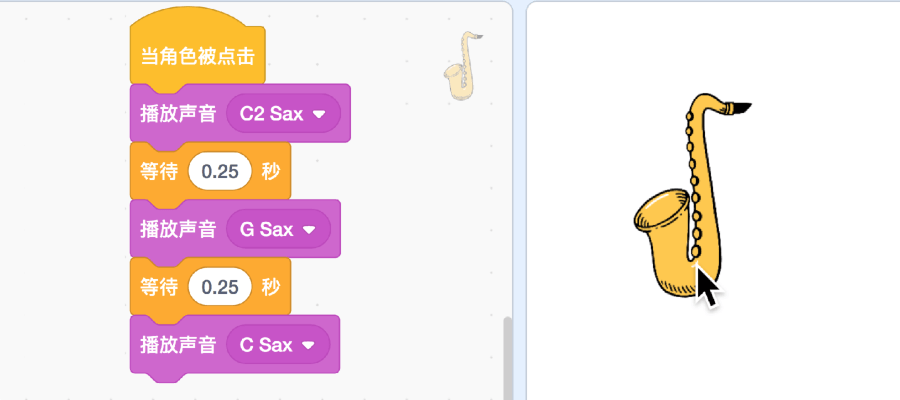 当角色被点击
播放声音 C2 Sax
等待 0.25 秒
播放声音 G Sax
等待 0.25 秒
播放声音 C Sax